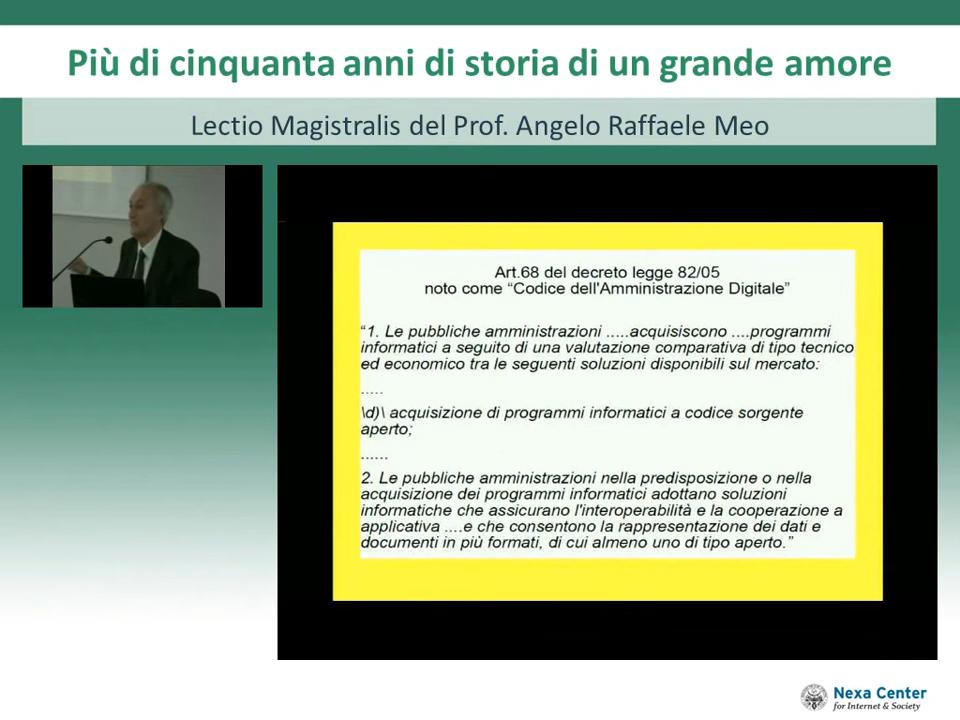 Più di cinquanta anni di storia di un grande amore
Lectio Magistralis del Prof. Angelo Raffaele Meo
Art.68 del decreto legge 82/05
noto come “Codice dell'Amministrazione Digitale”
“1. Le pubbliche amministrazioni .....acquisiscono ....programmi
informatici a seguito di una valutazione comparativa di tipo tecnico
ed economico tra le seguenti soluzioni disponibili sul mercato:
.....
\d)\ acquisizione di programmi informatici a codice sorgente
aperto;
......
2. Le pubbliche amministrazioni nella predisposizione o nella
acquisizione dei programmi informatici adottano soluzioni
informatiche che assicurano l'interoperabilità e la cooperazione a
applicativa ....e che consentono la rappresentazione dei dati e
documenti in più formati, di cui almeno uno di tipo aperto.”
Nexa Center
for Internet & Society